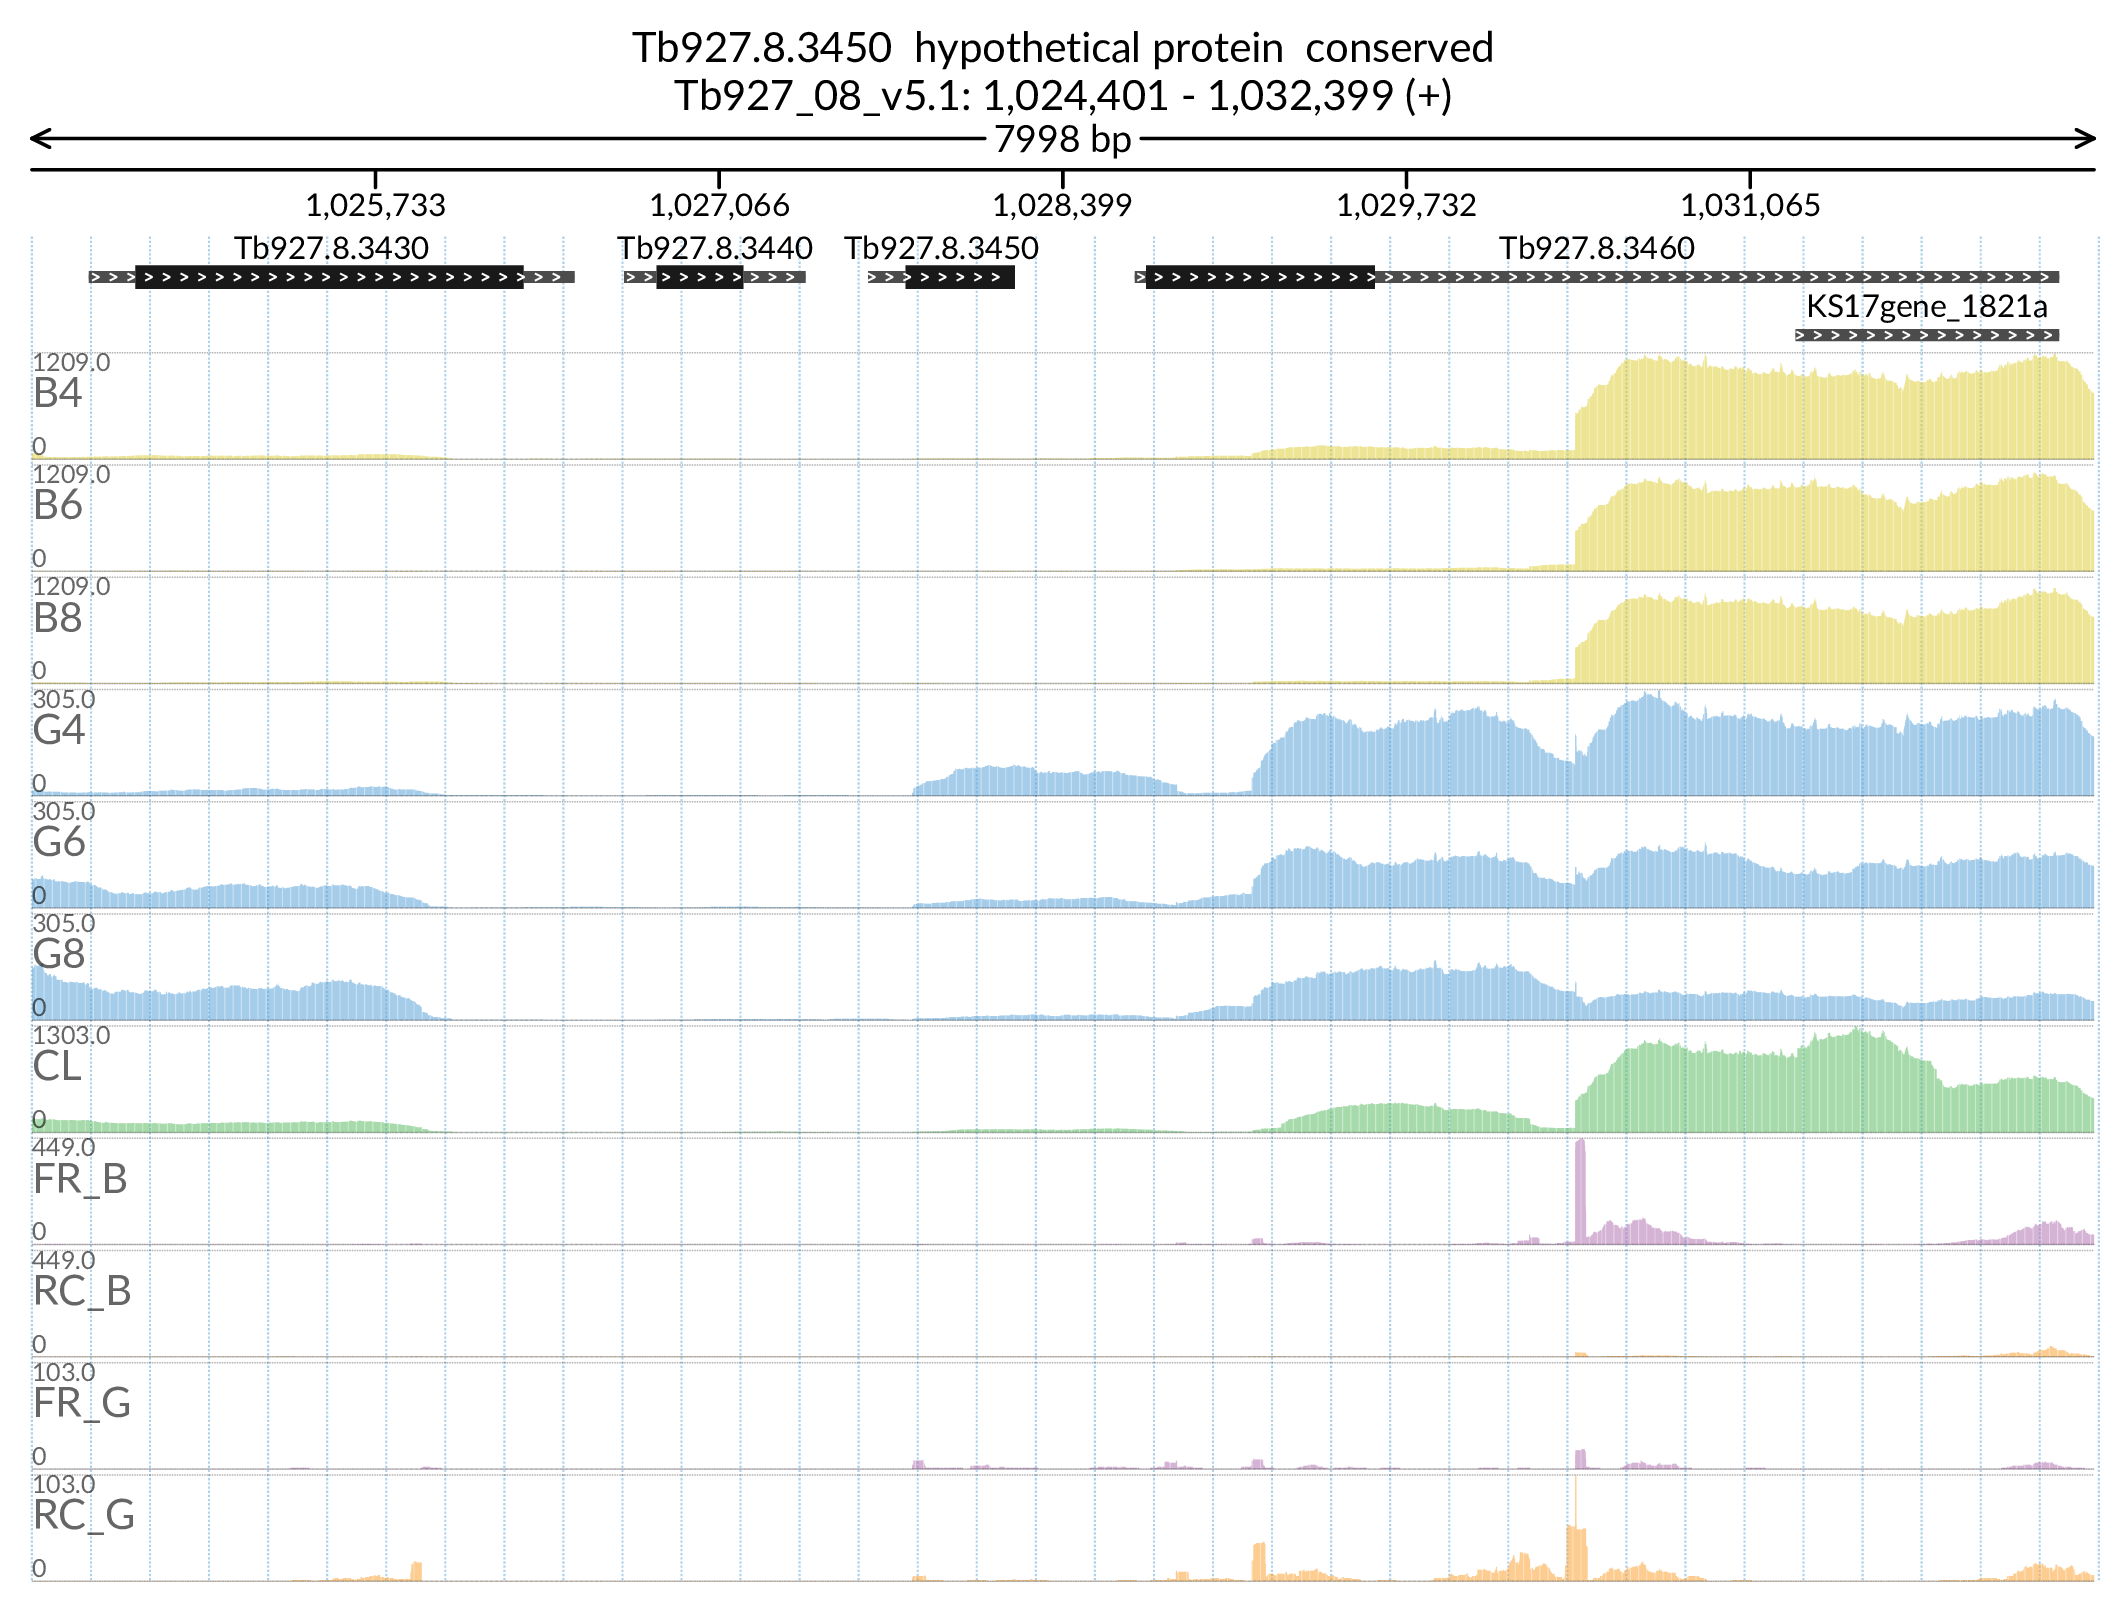 Tb927.8.3450 hypothetical protein conserved
Tb927_08_v5.1: 1,024,401 - 1,032,399 (+)
7998 bp
1,025,733 1,027,066 1,028,399 1,029,732 1,031,065
Tb927.8.3430 Tb927.8.3440 Tb927.8.3450 Tb927.8.3460
KS17gene_1821a
1209.0
B4
0
1209.0
B6
0
1209.0
B8
0
305.0
G4
0
305.0
G6
0
305.0
G8
0
1303.0
CL
0
449.0
FR_B
0
449.0
RC_B
0
103.0
FR_G
0
103.0
RC_G
0